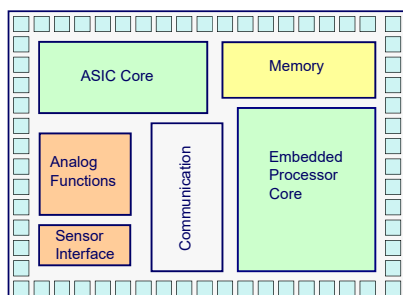 ASIC Core
Memory
Analog
Functions
Communication
Embedded
Processor
Core
Sensor
Interface